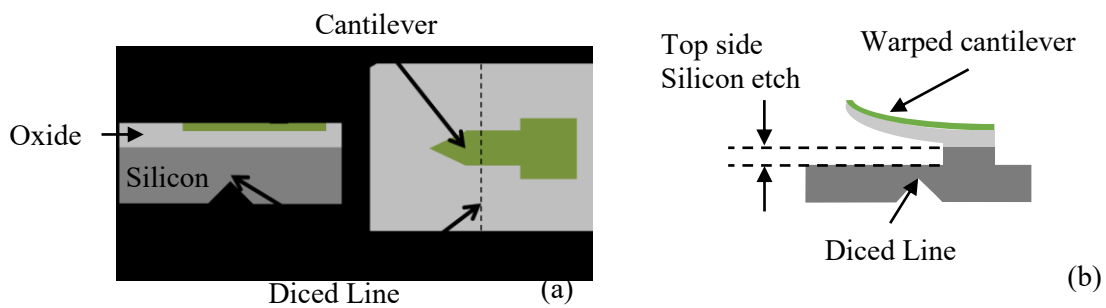 Cantilever
Oxide
Silicon
Diced Line
(a)
Top side
Silicon etch
Warped cantilever
Diced Line
(b)